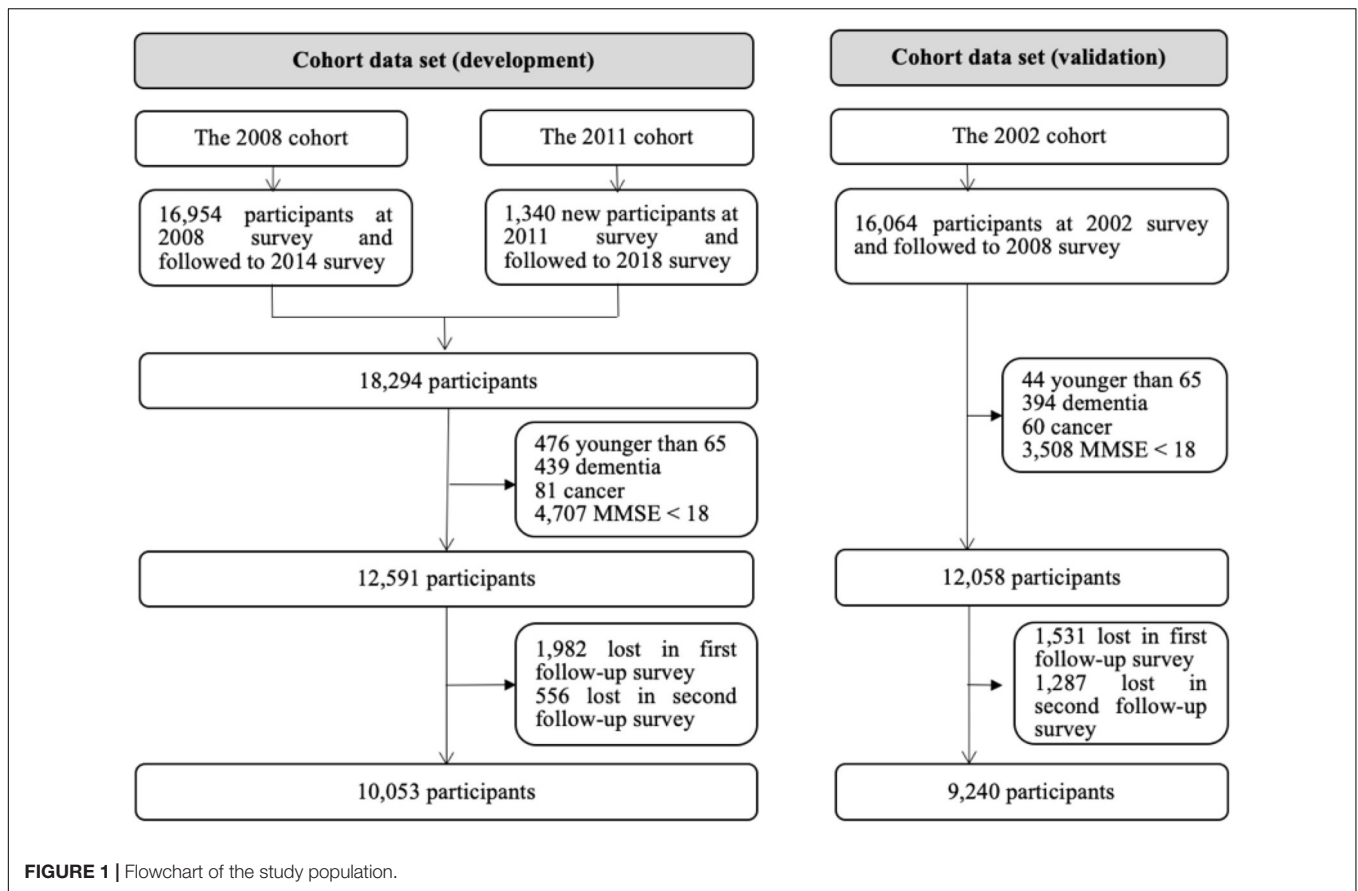 Cohort data set (development)
Cohort data set (validation)
The 2008 cohort
The 2011 cohort
The 2002 cohort
16,954 participants at
2008 survey and
followed to 2014 survey
1,340 new participants at
2011 survey and
followed to 2018 survey
16,064 participants at 2002 survey
and followed to 2008 survey
18,294 participants
476 younger than 65
439 dementia
81 cancer
4,707 MMSE < 18
44 younger than 65
394 dementia
60 cancer
3,508 MMSE < 18
12,591 participants
12,058 participants
1,982 lost in first
follow-up survey
556 lost in second
follow-up survey
1,531 lost in first
follow-up survey
1,287 lost in
second follow-up
survey
10,053 participants
9,240 participants
FIGURE 1 | Flowchart of the study population.